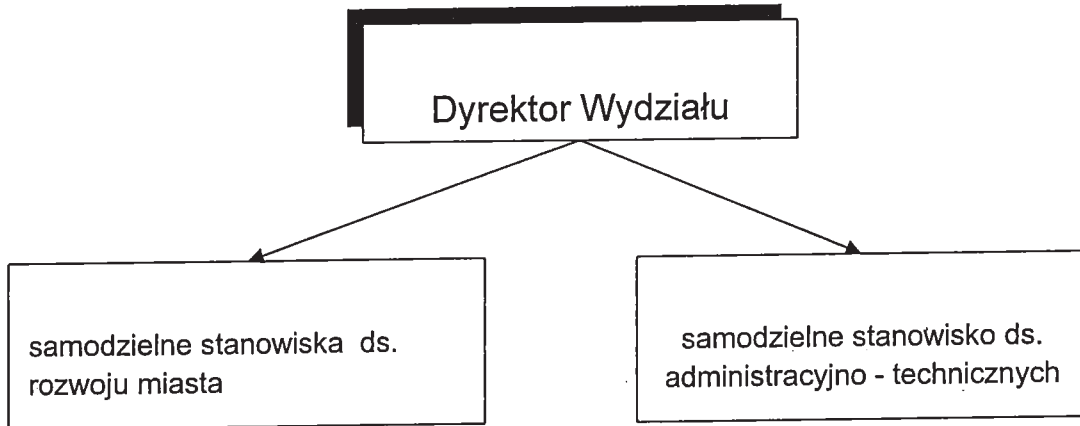 Dyrektor Wydziału
samodzielne stanowiska ds.
rozwoju miasta
samodzielne stanowisko ds.
administracyjno - technicznych